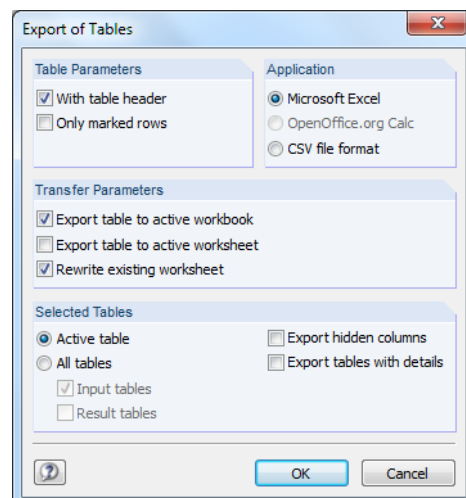 Export of Tables
Table Parameters
With table header
Only marked rows
Application
Microsoft Excel
OpenOffice.org Calc
CSV file format
Transfer Parameters
Export table to active workbook
Export table to active worksheet
Rewrite existing worksheet
Selected Tables
Active table
All tables
Input tables
Result tables
Export hidden columns
Export tables with details
OK
Cancel